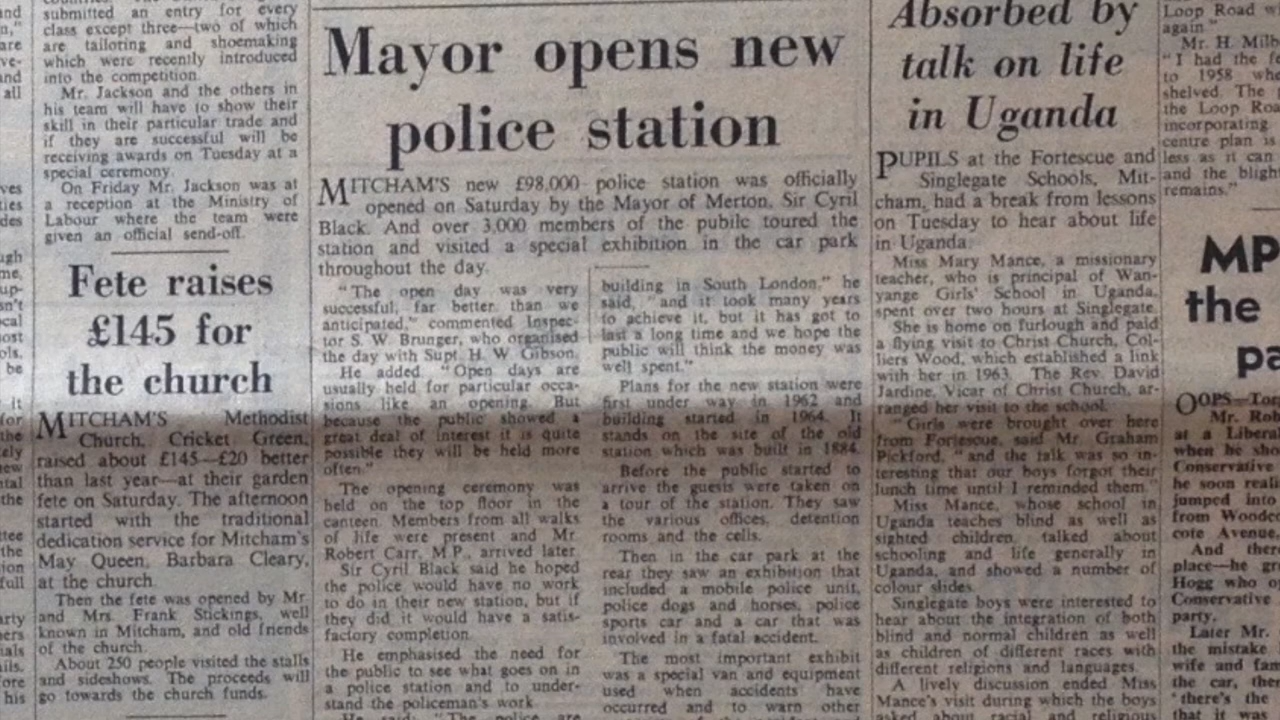 submitted an entry for every
class except three—two of which
are tailoring and shoemaking
which were recently introduced
into the competition.
Mr. Jackson and the others in
his team will have to show their
skill in their particular trade and
if they are successful will be
receiving awards on Tuesday at a
special ceremony.
On Friday Mr. Jackson was at
a reception at the Ministry of
Labour where the team were
given an official send-off.
Fete raises
£145 for
the church
MITCHAM'S Methodist
Church, Cricket Green,
raised about £145—£20 better
than last year—at their garden
fete on Saturday. The afternoon
started with the traditional
dedication service for Mitcham's
May Queen, Barbara Cleary,
at the church.
Then the fete was opened by Mr
and Mrs. Frank Stickings, well
known in Mitcham, and old friends
of the church.
About 250 people visited the stalls
and sideshows. The proceeds will
go towards the church funds.
Mayor opens new
police station
MITCHAM'S new £98,000 police station was officially
opened on Saturday by the Mayor of Merton, Sir Cyril
Black. And over 3,000 members of the public toured the
station and visited a special exhibition in the car park
throughout the day.
"The open day was very
successful, far better than we
anticipated," commented Inspec-
tor S. W. Brunger, who organised
the day with Supt. H. W. Gibson.
He added "Open days are
usually held for particular occa-
sions like an opening. But
because the public showed a
great deal of interest it is quite
possible they will be held more
often."
The opening ceremony was
held on the top floor in the
canteen. Members from all walks
of life were present and Mr.
Robert Carr, M.P., arrived later.
Sir Cyril Black said he hoped
the police would have no work
to do in their new station, but if
they did it would have a satis-
factory completion.
He emphasised the need for
the public to see what goes on in
a police station and to under-
stand the policeman's work
He said: "The police are
building in South London," he
said, "and it took many years
to achieve it, but it has got to
last a long time and we hope the
public will think the money was
well spent."
Plans for the new station were
first under way in 1962 and
building started in 1964. It
stands on the site of the old
station which was built in 1884.
Before the public started to
arrive the guests were taken on
a tour of the station. They saw
the various offices, detention
rooms and the cells.
Then in the car park at the
rear they saw an exhibition that
included a mobile police unit,
police dogs and horses, police
sports car and a car that was
involved in a fatal accident.
The most important exhibit
was a special van and equipment
used when accidents have
occurred and to warn other
Absorbed by
talk on life
in Uganda
PUPILS at the Fortescue and
Singlegate Schools, Mit-
cham, had a break from lessons
on Tuesday to hear about life
in Uganda.
Miss Mary Mance, a missionary
teacher, who is principal of Wan-
yange Girls' School in Uganda,
spent over two hours at Singlegate.
She is home on furlough and paid
a flying visit to Christ Church, Col-
liers Wood, which established a link
with her in 1963. The Rev. David
Jardine, Vicar of Christ Church, ar-
ranged her visit to the school.
"Girls were brought over here
from Fortescue, said Mr. Graham
Pickford, "and the talk was so in-
teresting that our boys forgot their
lunch time until I reminded them."
Miss Mance, whose school in
Uganda teaches blind as well as
sighted children, talked about
schooling and life generally in
Uganda, and showed a number of
colour slides.
Singlegate boys were interested to
hear about the integration of both
blind and normal children as well
as children of different races with
different religions and languages.
A lively discussion ended Miss
Mance's visit during which the boys
asked about racial and religious
Loop Road
again"
Mr. H.
"I had the
to 1958
shelved. The
the Loop
incorporating
centre plan is
less as it can
and the blight
remains."
MP
the
OOPS
Mr.
at a Liberal
when he
Conservative
he soon
jumped into
from
cote Avenue.
And
place—he
Hogg who
Conservative
party.
Later Mr.
the mistake
wife and
the car,
"there's the
that it was